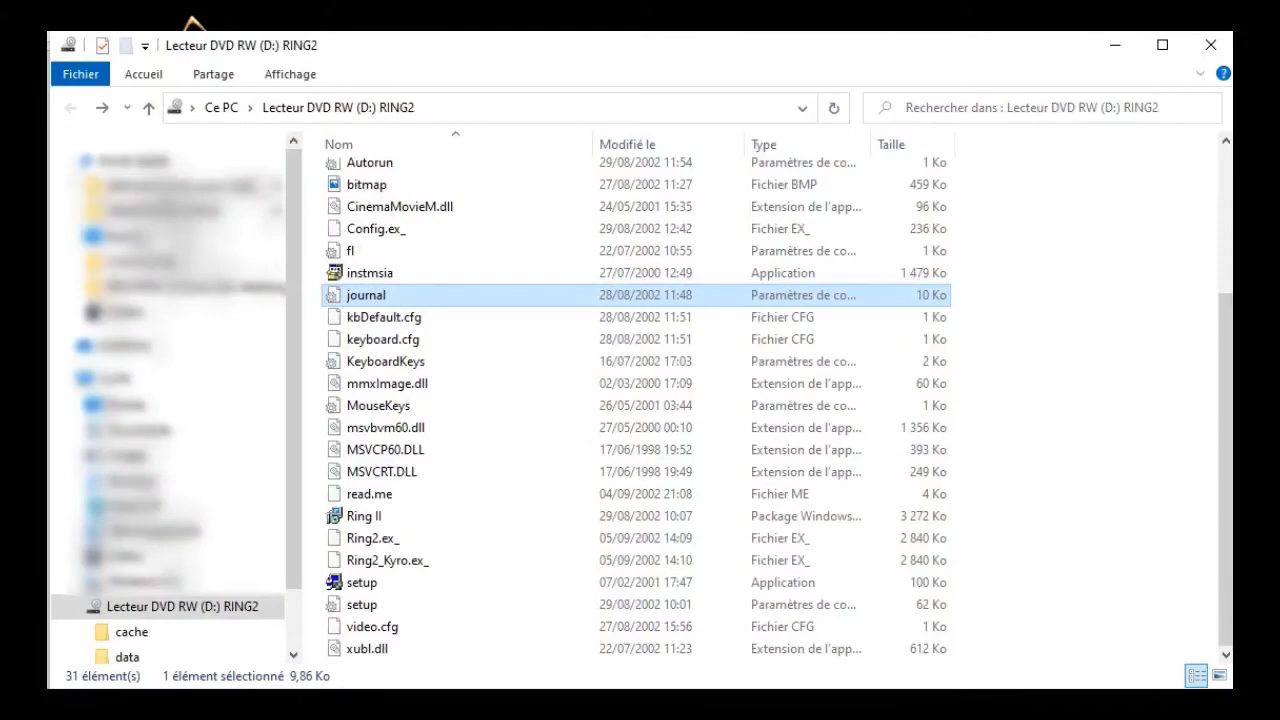 Lecteur DVD RW (D:) RING2
Fichier Accueil Partage Affichage
Ce PC > Lecteur DVD RW (D:) RING2 Rechercher dans : Lecteur DVD RW (D:) RING2
Nom Modifié le Type Taille
Autorun 29/08/2002 11:54 Paramètres de co... 1 Ko
bitmap 27/08/2002 11:27 Fichier BMP 459 Ko
CinemaMovieM.dll 24/05/2001 15:35 Extension de l'app... 96 Ko
Config.ex_ 29/08/2002 12:42 Fichier EX_ 236 Ko
fl 22/07/2002 10:55 Paramètres de co... 1 Ko
instmsia 27/07/2000 12:49 Application 1 479 Ko
journal 28/08/2002 11:48 Paramètres de co... 10 Ko
kbDefault.cfg 28/08/2002 11:51 Fichier CFG 1 Ko
keyboard.cfg 28/08/2002 11:51 Fichier CFG 1 Ko
KeyboardKeys 16/07/2002 17:03 Paramètres de co... 2 Ko
mmxImage.dll 02/03/2000 17:09 Extension de l'app... 60 Ko
MouseKeys 26/05/2001 03:44 Paramètres de co... 1 Ko
msvbvm60.dll 27/05/2000 00:10 Extension de l'app... 1 356 Ko
MSVCP60.DLL 17/06/1998 19:52 Extension de l'app... 393 Ko
MSVCRT.DLL 17/06/1998 19:49 Extension de l'app... 249 Ko
read.me 04/09/2002 21:08 Fichier ME 4 Ko
Ring II 29/08/2002 10:07 Package Windows... 3 272 Ko
Ring2.ex_ 05/09/2002 14:09 Fichier EX_ 2 840 Ko
Ring2_Kyro.ex_ 05/09/2002 14:10 Fichier EX_ 2 840 Ko
setup 07/02/2001 17:47 Application 100 Ko
setup 29/08/2002 10:01 Paramètres de co... 62 Ko
video.cfg 27/08/2002 15:56 Fichier CFG 1 Ko
xubl.dll 22/07/2002 11:23 Extension de l'app... 612 Ko
Lecteur DVD RW (D:) RING2
cache
data
31 élément(s) 1 élément sélectionné 9,86 Ko